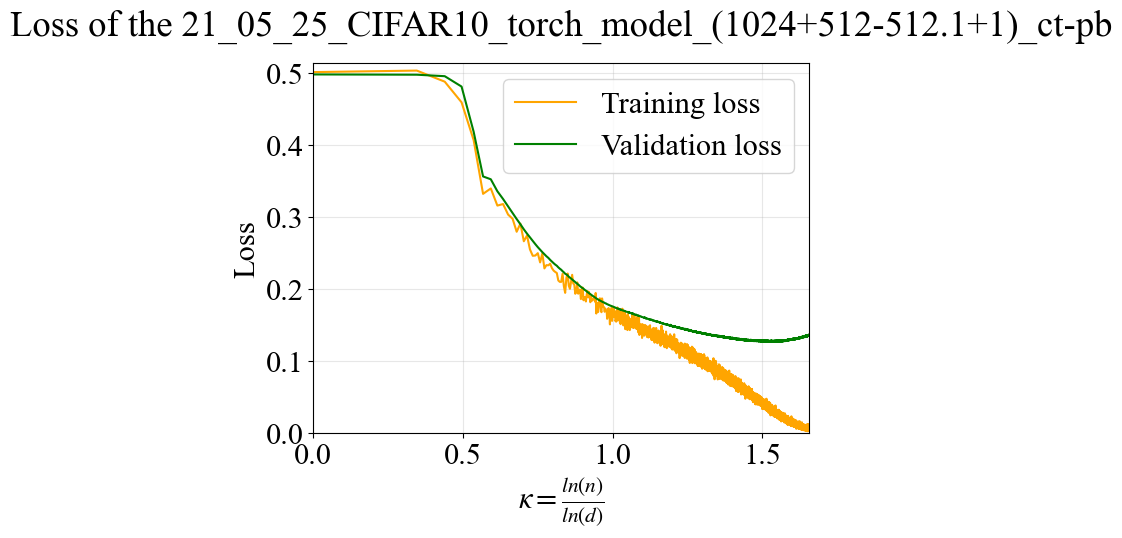 Loss of the 21_05_25_CIFAR10_torch_model_(1024+512-512.1+1)_ct-pb
0.5
0.4
0.3
0.2
0.1
0.0
Loss
Training loss
Validation loss
0.0 0.5 1.0 1.5
κ = ln(n)/ln(d)